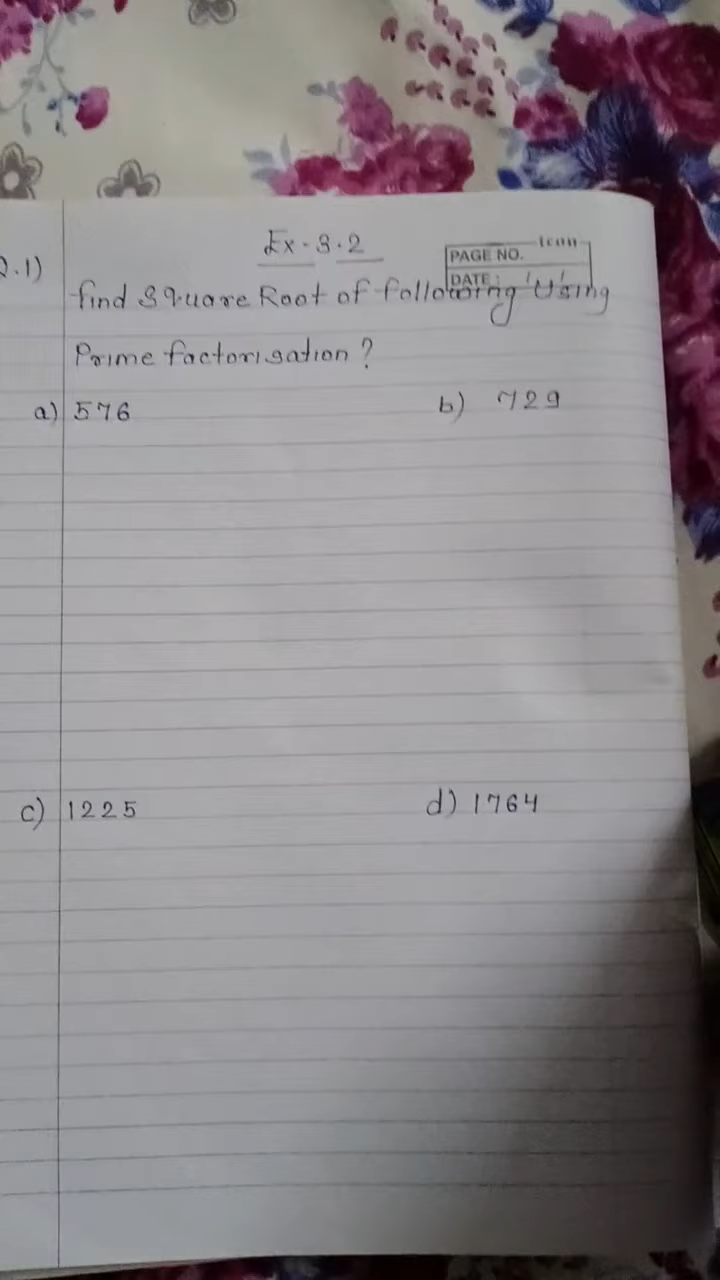 Ex-3.2
Icon
PAGE NO.
DATE : / /
Q.1)
find Square Root of following Using
Prime factorisation ?
a) 576
b) 729
c) 1225
d) 1764